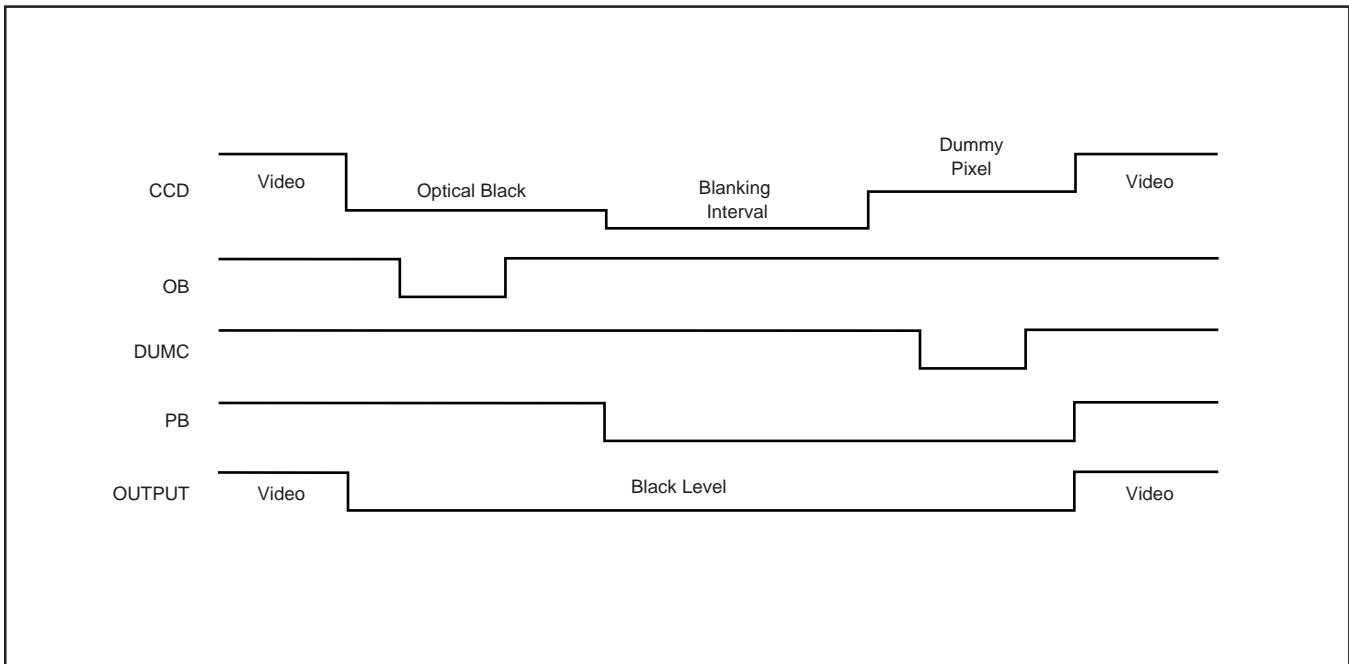 Dummy
Pixel
CCD
Video
Optical Black
Blanking
Interval
Video
OB
DUMC
PB
OUTPUT
Video
Black Level
Video